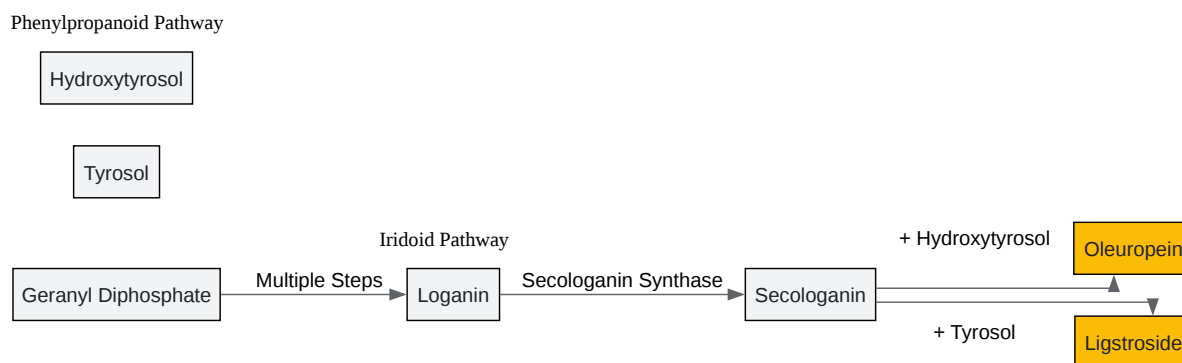 Phenylpropanoid Pathway
Hydroxytyrosol
Tyrosol
Iridoid Pathway
+ Hydroxytyrosol
Oleuropein
Geranyl Diphosphate
Multiple Steps
Loganin
Secologanin Synthase
Secologanin
+ Tyrosol
Ligstroside